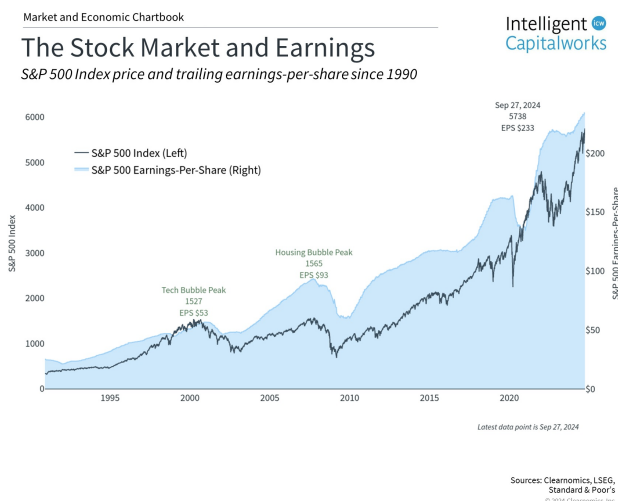 Market and Economic Chartbook
Intelligent icw
Capitalworks
The Stock Market and Earnings
S&P 500 Index price and trailing earnings-per-share since 1990
Sep 27, 2024
5738
EPS $233
6000
S&P 500 Index (Left)
S&P 500 Earnings-Per-Share (Right)
$200
5000
$150
4000
Housing Bubble Peak
1565
EPS $93
3000
$100
Tech Bubble Peak
1527
EPS $53
2000
$50
1000
0
$0
S&P 500 Index
S&P 500 Earnings-Per-Share
1995
2000
2005
2010
2015
2020
Latest data point is Sep 27, 2024
Sources: Clearnomics, LSEG,
Standard & Poor's
© 2024 Clearnomics, Inc.